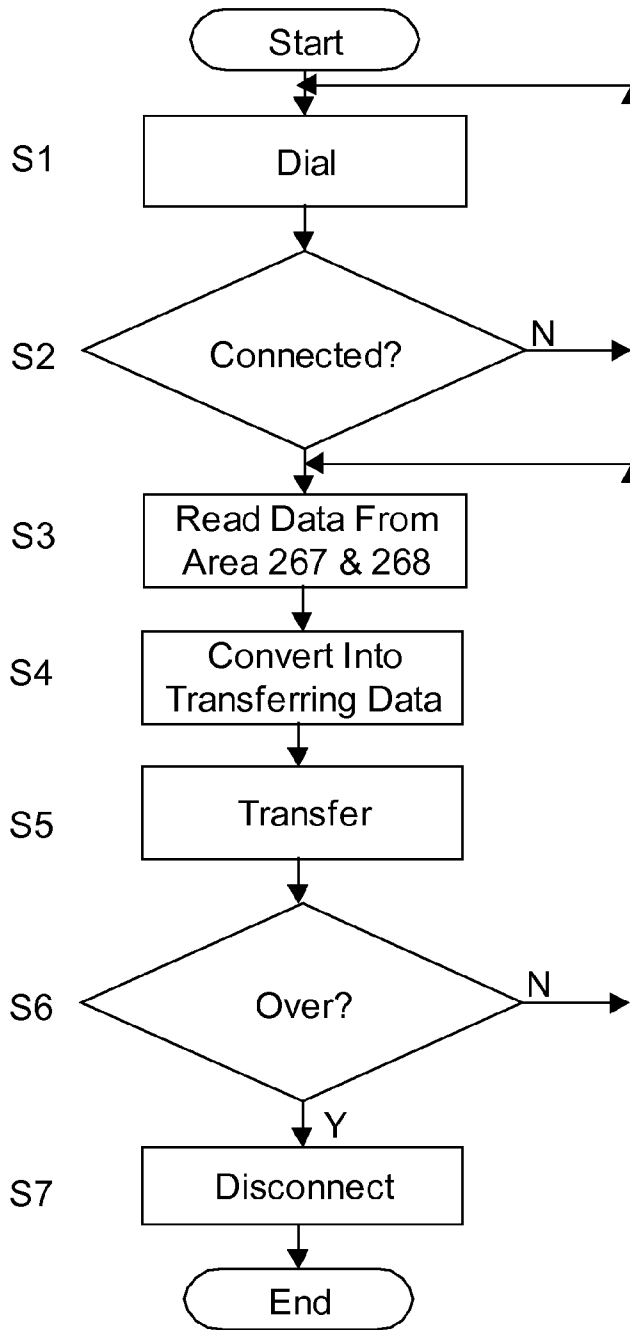 Start
S1
Dial
S2
Connected?
N
S3
Read Data From
Area 267 & 268
S4
Convert Into
Transferring Data
S5
Transfer
S6
Over?
N
Y
S7
Disconnect
End